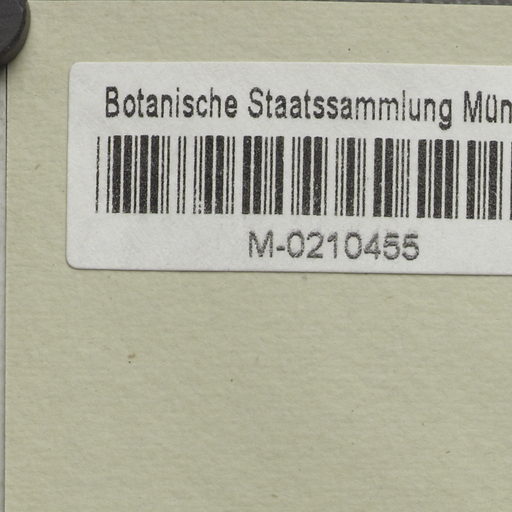 Botanische Staatssammlung Mün
M-0210455